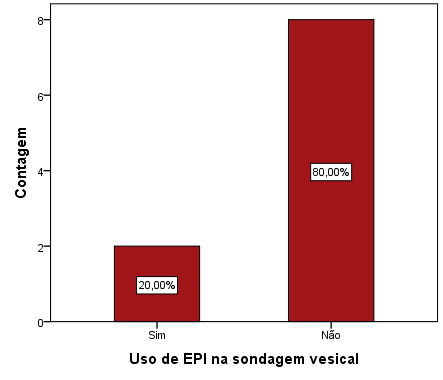 8
6
4
2
0
Contagem
80,00%
20,00%
Sim
Não
Uso de EPI na sondagem vesical